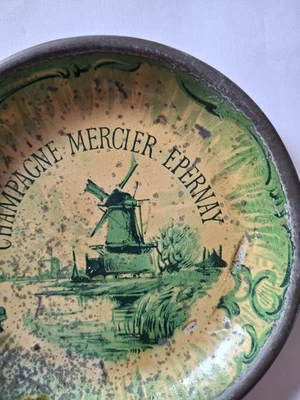 CHAMPAGNE MERCIER · EPERNAY